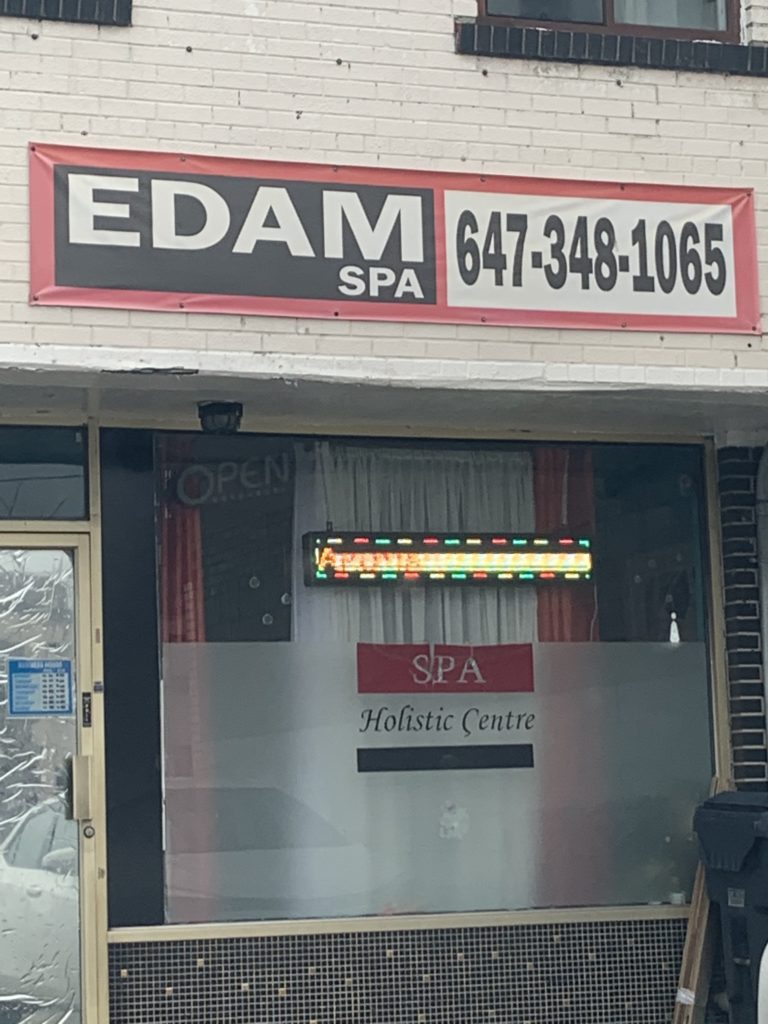 EDAM
SPA
647-348-1065
OPEN
SPA
Holistic Centre